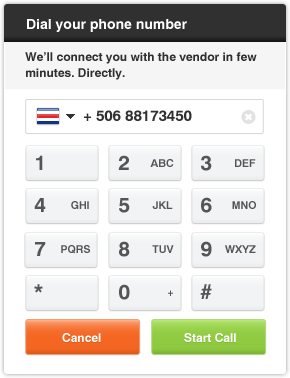 Dial your phone number
We'll connect you with the vendor in few
minutes. Directly.
+ 506 88173450
1 2 ABC 3 DEF
4 GHI 5 JKL 6 MNO
7 PQRS 8 TUV 9 WXYZ
* 0 + #
Cancel Start Call